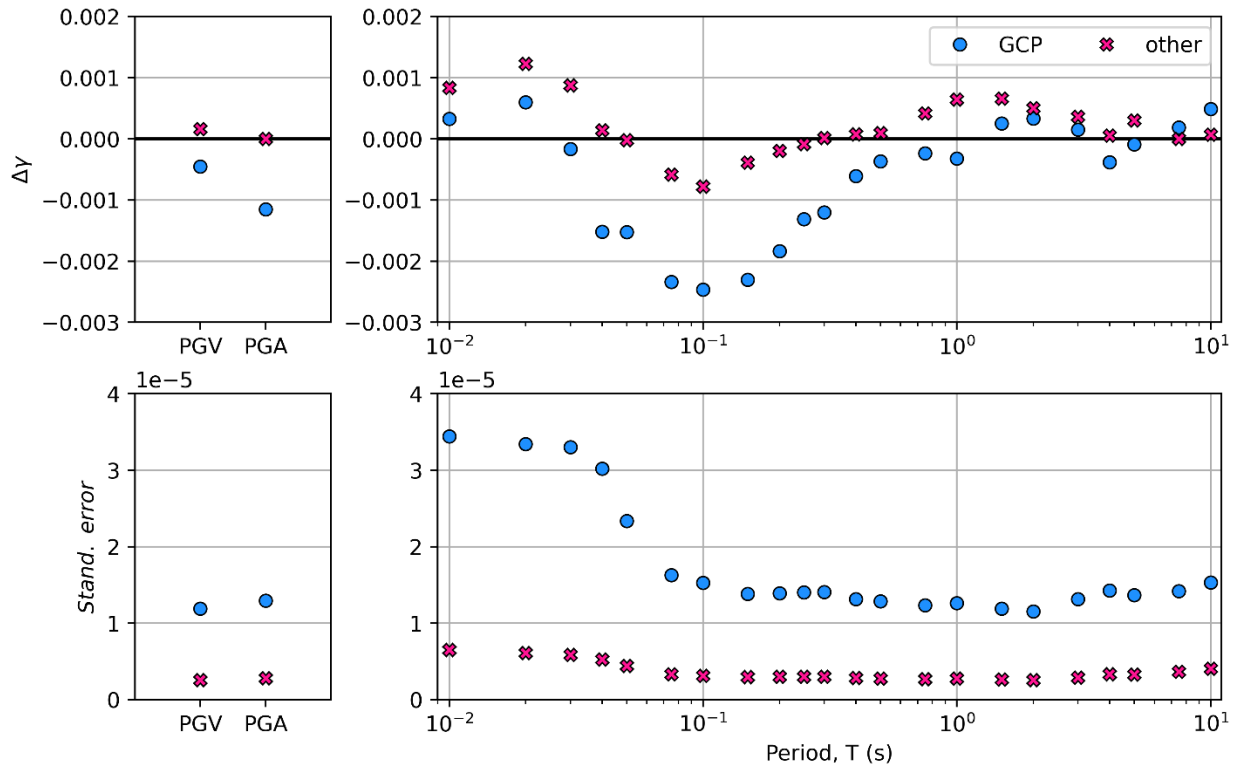 0.002
0.001
0.000
−0.001
−0.002
−0.003
Δγ
PGV PGA
0.002
0.001
0.000
−0.001
−0.002
−0.003
GCP other
10⁻² 10⁻¹ 10⁰ 10¹
1e−5
4
3
2
1
0
Stand. error
PGV PGA
1e−5
4
3
2
1
0
10⁻² 10⁻¹ 10⁰ 10¹
Period, T (s)